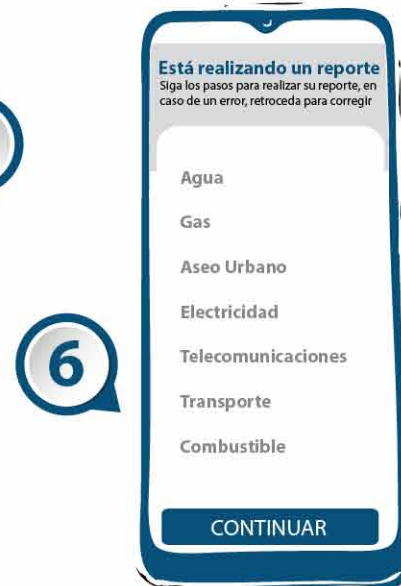 Está realizando un reporte
Siga los pasos para realizar su reporte, en
caso de un error, retroceda para corregir
Agua
Gas
Aseo Urbano
Electricidad
6
Telecomunicaciones
Transporte
Combustible
CONTINUAR